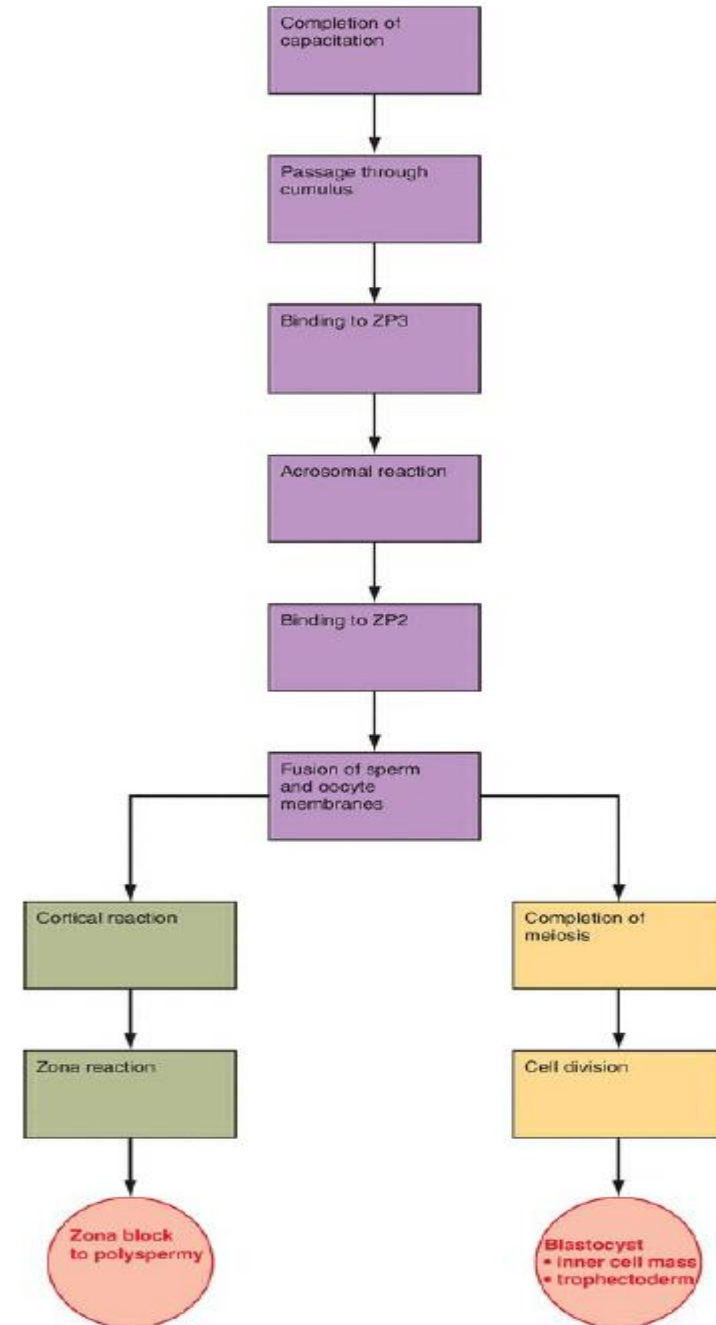 Completion of
capacitation
Passage through
cumulus
Binding to ZP3
Acrosomal reaction
Binding to ZP2
Fusion of sperm
and oocyte
membranes
Cortical reaction
Completion of
meiosis
Zona reaction
Cell division
Zona block
to polyspermy
Blastocyst
• inner cell mass
• trophectoderm